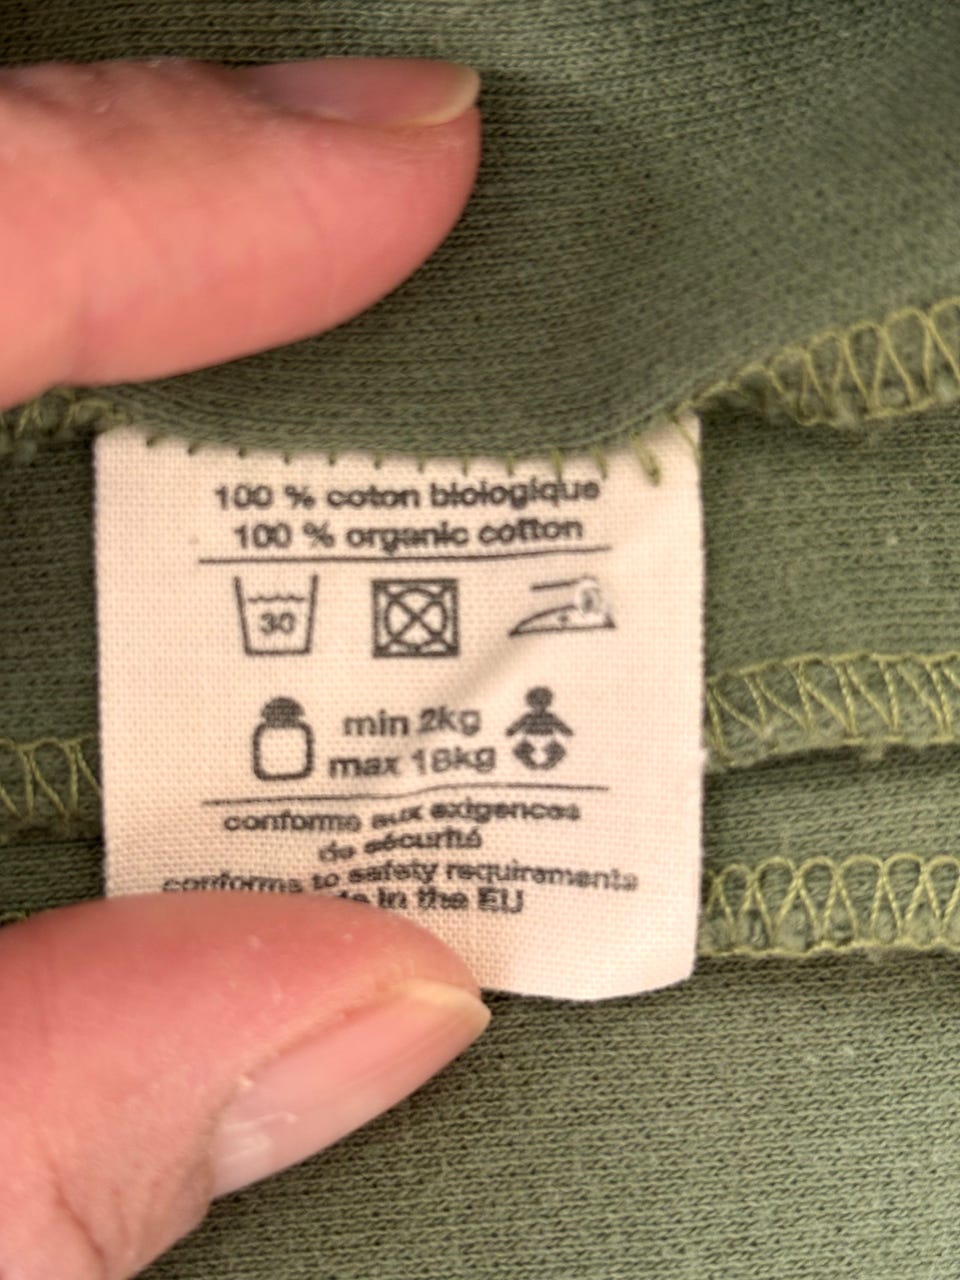 100 % coton biologique
100 % organic cotton
30
min 2kg
max 18kg
conforme aux exigences
de sécurité
conforms to safety requirements
in the EU